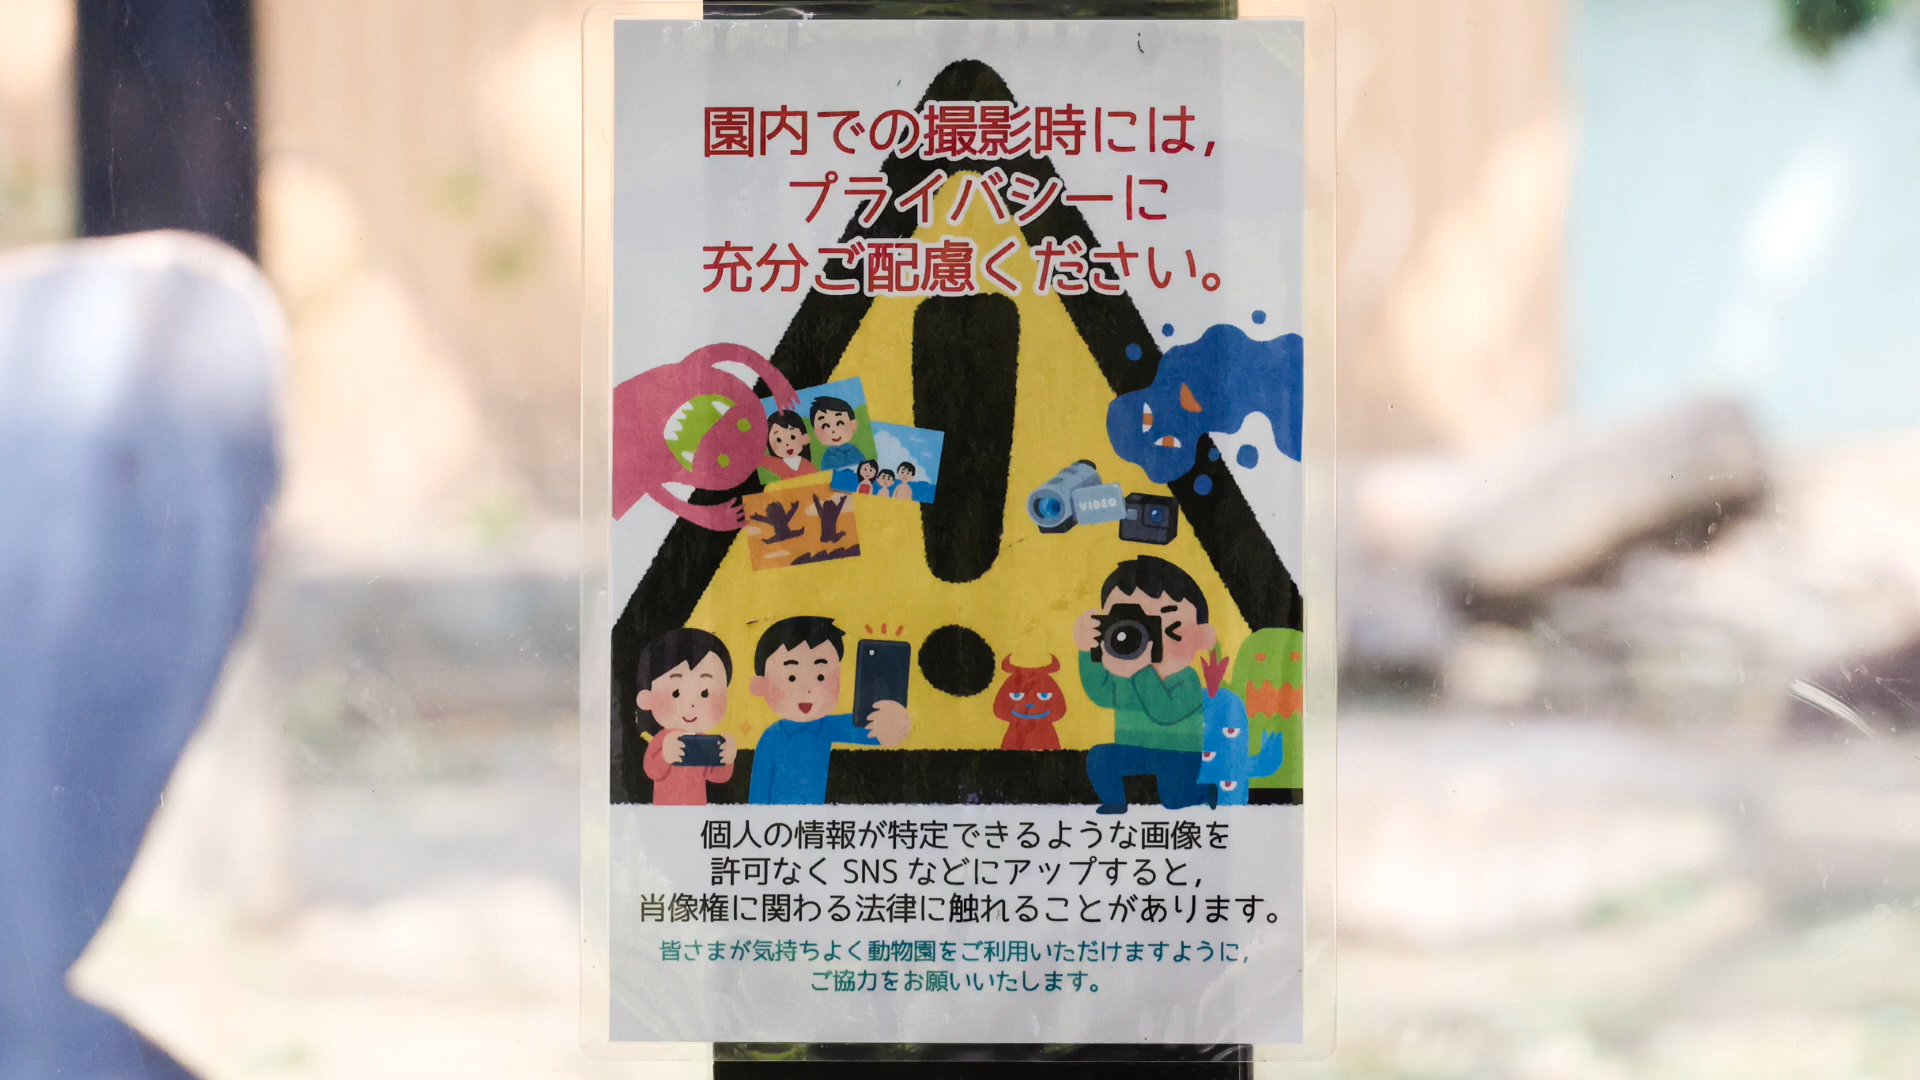 園内での撮影時には,
プライバシーに
充分ご配慮ください。
VIDEO
個人の情報が特定できるような画像を
許可なく SNS などにアップすると,
肖像権に関わる法律に触れることがあります。
皆さまが気持ちよく動物園をご利用いただけますように,
ご協力をお願いいたします。